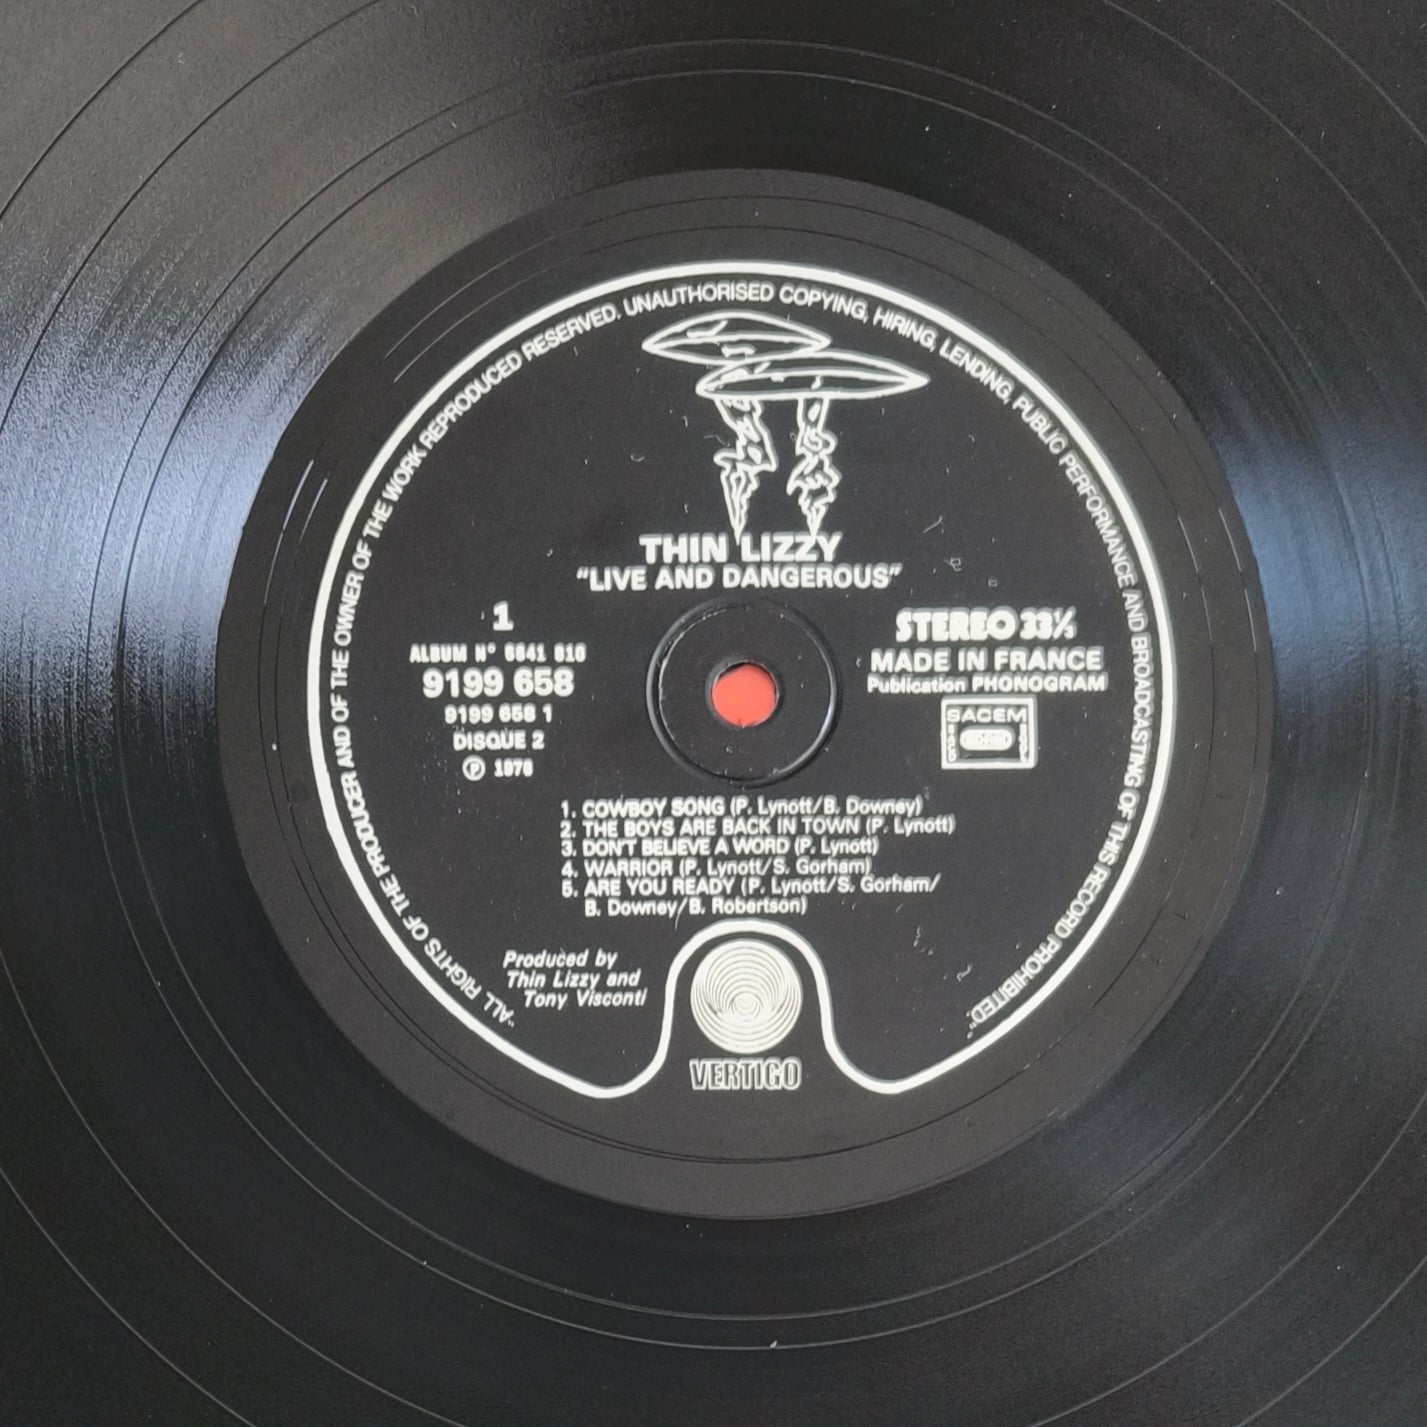 "ALL RIGHTS OF THE PRODUCER AND OF THE OWNER OF THE WORK REPRODUCED RESERVED. UNAUTHORISED COPYING, HIRING, LENDING, PUBLIC PERFORMANCE AND BROADCASTING OF THIS RECORD PROHIBITED".
THIN LIZZY
"LIVE AND DANGEROUS"
1
ALBUM N° 6641 810
9199 658
9199 658 1
DISQUE 2
Ⓟ 1978
STEREO 33⅓
MADE IN FRANCE
Publication PHONOGRAM
SACEM
1. COWBOY SONG (P. Lynott/B. Downey)
2. THE BOYS ARE BACK IN TOWN (P. Lynott)
3. DON'T BELIEVE A WORD (P. Lynott)
4. WARRIOR (P. Lynott/S. Gorham)
5. ARE YOU READY (P. Lynott/S. Gorham/
B. Downey/B. Robertson)
Produced by
Thin Lizzy and
Tony Visconti
VERTIGO